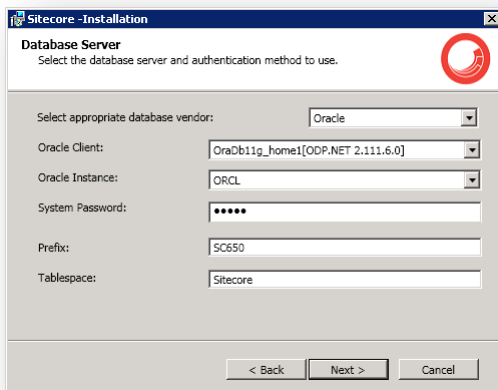 Sitecore -Installation
Database Server
Select the database server and authentication method to use.
Select appropriate database vendor: Oracle
Oracle Client: OraDb11g_home1[ODP.NET 2.111.6.0]
Oracle Instance: ORCL
System Password: •••••
Prefix: SC650
Tablespace: Sitecore
< Back Next > Cancel